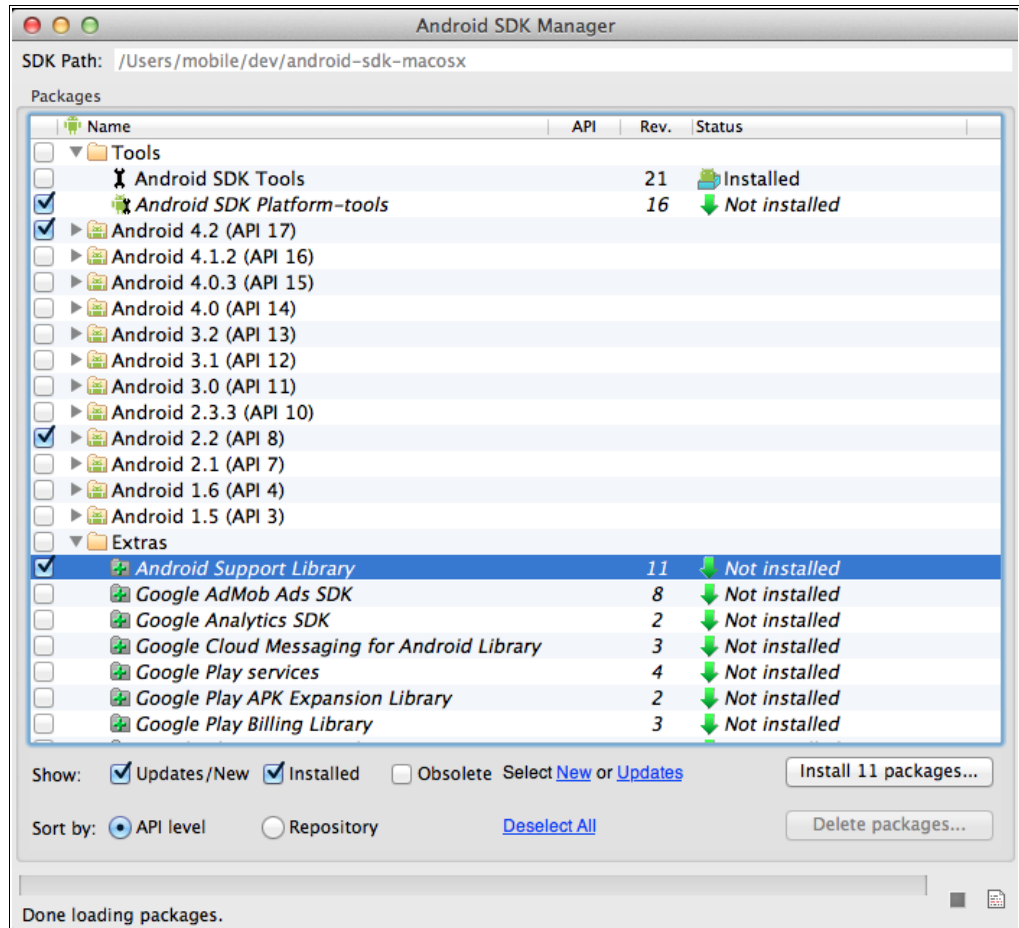 Android SDK Manager
SDK Path: /Users/mobile/dev/android-sdk-macosx
Packages
Name API Rev. Status
Tools
Android SDK Tools 21 Installed
Android SDK Platform-tools 16 Not installed
Android 4.2 (API 17)
Android 4.1.2 (API 16)
Android 4.0.3 (API 15)
Android 4.0 (API 14)
Android 3.2 (API 13)
Android 3.1 (API 12)
Android 3.0 (API 11)
Android 2.3.3 (API 10)
Android 2.2 (API 8)
Android 2.1 (API 7)
Android 1.6 (API 4)
Android 1.5 (API 3)
Extras
Android Support Library 11 Not installed
Google AdMob Ads SDK 8 Not installed
Google Analytics SDK 2 Not installed
Google Cloud Messaging for Android Library 3 Not installed
Google Play services 4 Not installed
Google Play APK Expansion Library 2 Not installed
Google Play Billing Library 3 Not installed
Show: Updates/New Installed Obsolete Select New or Updates Install 11 packages...
Sort by: API level Repository Deselect All Delete packages...
Done loading packages.